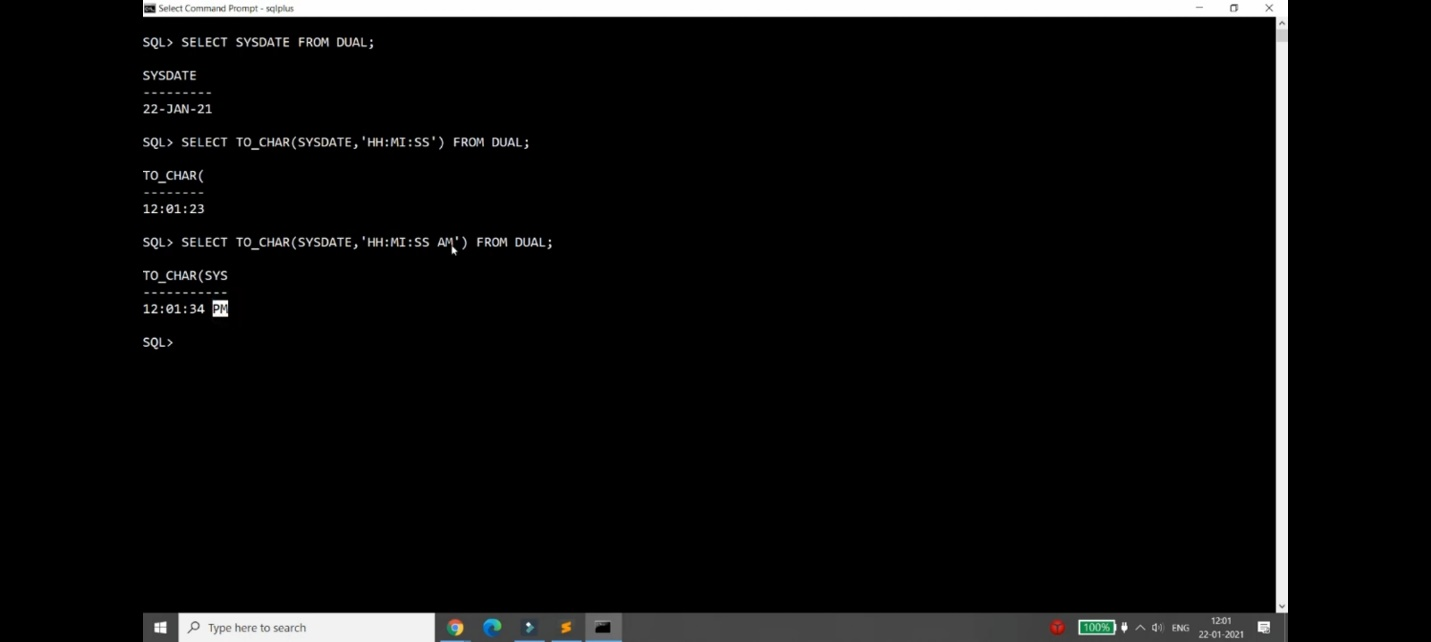 Select Command Prompt - sqlplus
SQL> SELECT SYSDATE FROM DUAL;
SYSDATE
---------
22-JAN-21
SQL> SELECT TO_CHAR(SYSDATE,'HH:MI:SS') FROM DUAL;
TO_CHAR(
--------
12:01:23
SQL> SELECT TO_CHAR(SYSDATE,'HH:MI:SS AM') FROM DUAL;
TO_CHAR(SYS
-----------
12:01:34 PM
SQL>
Type here to search
100%
ENG
12:01
22-01-2021